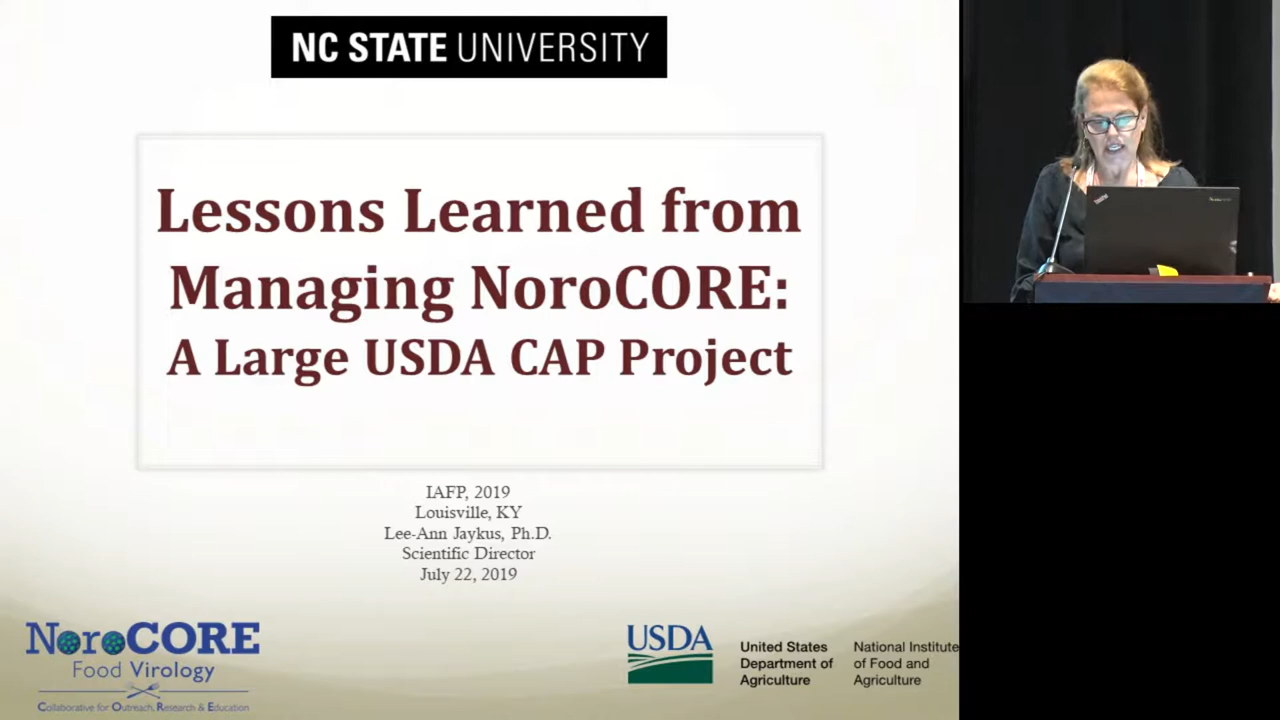 NC STATE UNIVERSITY
Lessons Learned from
Managing NoroCORE:
A Large USDA CAP Project
IAFP, 2019
Louisville, KY
Lee-Ann Jaykus, Ph.D.
Scientific Director
July 22, 2019
NoroCORE
Food Virology
Collaborative for Outreach, Research & Education
USDA
United States
Department of
Agriculture
National Institute
of Food and
Agriculture